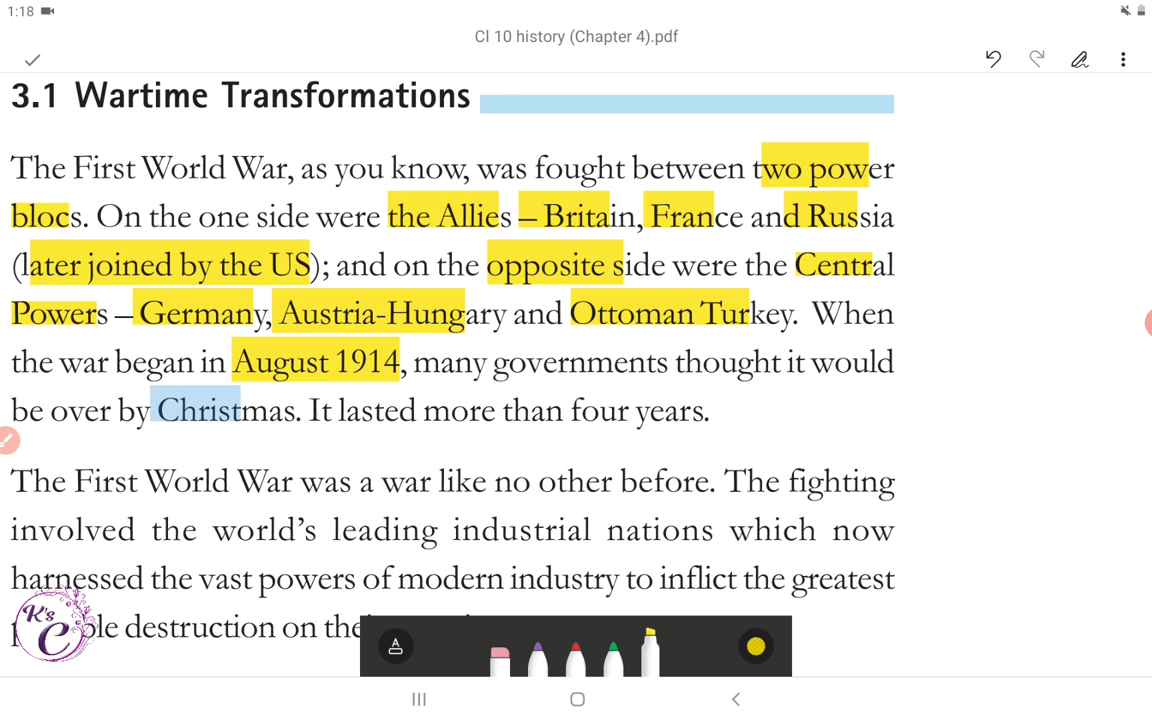 1:18
Cl 10 history (Chapter 4).pdf
3.1 Wartime Transformations
The First World War, as you know, was fought between two power
blocs. On the one side were the Allies – Britain, France and Russia
(later joined by the US); and on the opposite side were the Central
Powers – Germany, Austria-Hungary and Ottoman Turkey. When
the war began in August 1914, many governments thought it would
be over by Christmas. It lasted more than four years.
The First World War was a war like no other before. The fighting
involved the world's leading industrial nations which now
harnessed the vast powers of modern industry to inflict the greatest
destruction on
K's
C